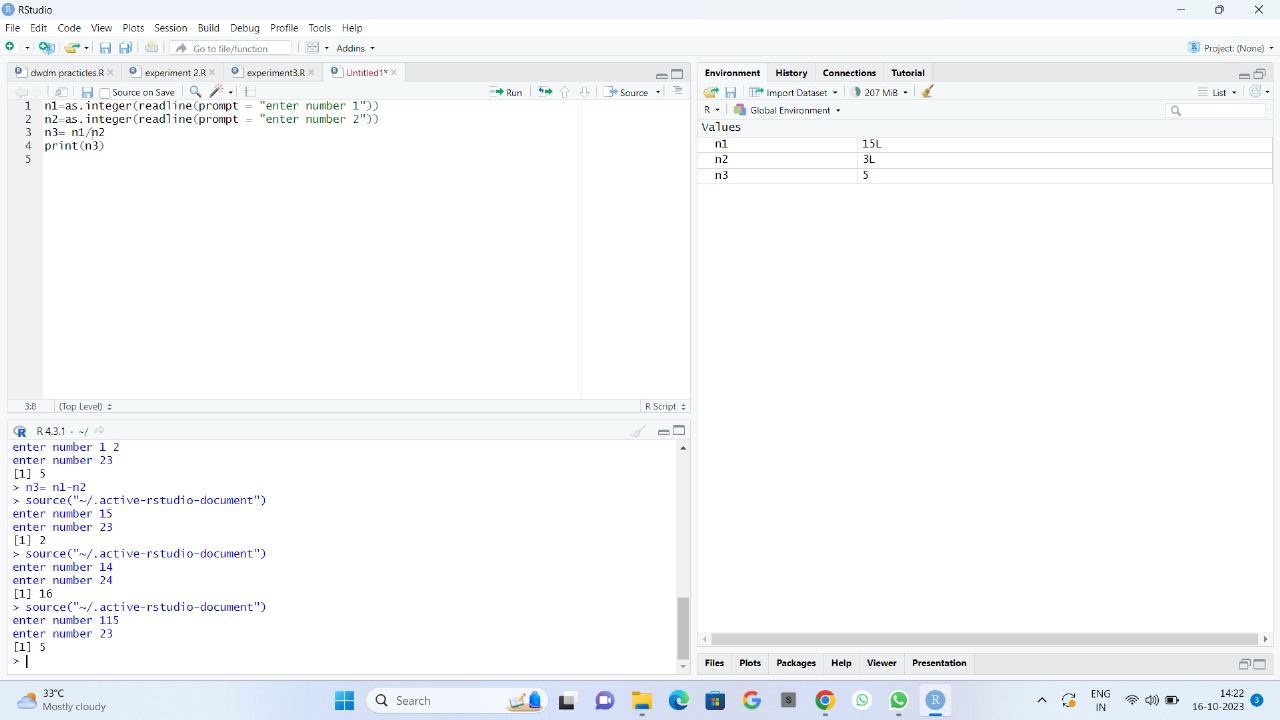 RStudio
File Edit Code View Plots Session Build Debug Profile Tools Help
Go to file/function Addins Project: (None)
dwdm practicles.R experiment 2.R experiment3.R Untitled1*
Source on Save Run Source
1 n1=as.integer(readline(prompt = "enter number 1"))
2 n2=as.integer(readline(prompt = "enter number 2"))
3 n3= n1/n2
4 print(n3)
5
3:8 (Top Level) R Script
R 4.3.1 · ~/
enter number 1 2
enter number 23
[1] 5
> n3= n1-n2
> source("~/.active-rstudio-document")
enter number 15
enter number 23
[1] 2
> source("~/.active-rstudio-document")
enter number 14
enter number 24
[1] 16
> source("~/.active-rstudio-document")
enter number 115
enter number 23
[1] 5
>
Environment History Connections Tutorial
Import Dataset 207 MiB List
R Global Environment
Values
n1 15L
n2 3L
n3 5
Files Plots Packages Help Viewer Presentation
33°C
Mostly cloudy
Search
ENG
IN
14:22
16-10-2023
3